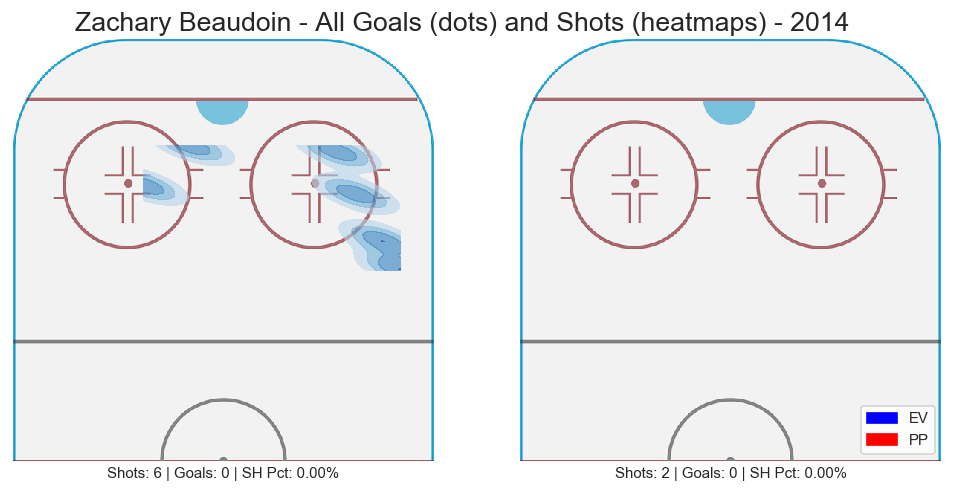 Zachary Beaudoin - All Goals (dots) and Shots (heatmaps) - 2014
EV
PP
Shots: 6 | Goals: 0 | SH Pct: 0.00%
Shots: 2 | Goals: 0 | SH Pct: 0.00%